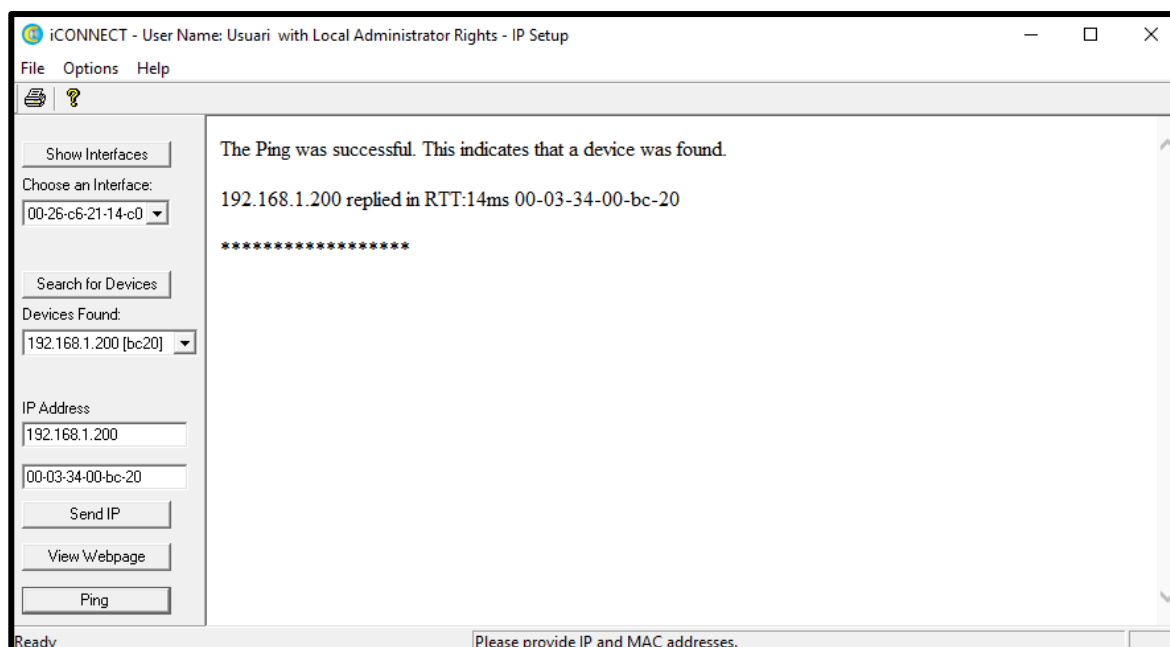 iCONNECT - User Name: Usuari with Local Administrator Rights - IP Setup
File Options Help
Show Interfaces
Choose an Interface:
00-26-c6-21-14-c0
Search for Devices
Devices Found:
192.168.1.200 [bc20]
IP Address
192.168.1.200
00-03-34-00-bc-20
Send IP
View Webpage
Ping
The Ping was successful. This indicates that a device was found.
192.168.1.200 replied in RTT:14ms 00-03-34-00-bc-20
******************
Ready
Please provide IP and MAC addresses.